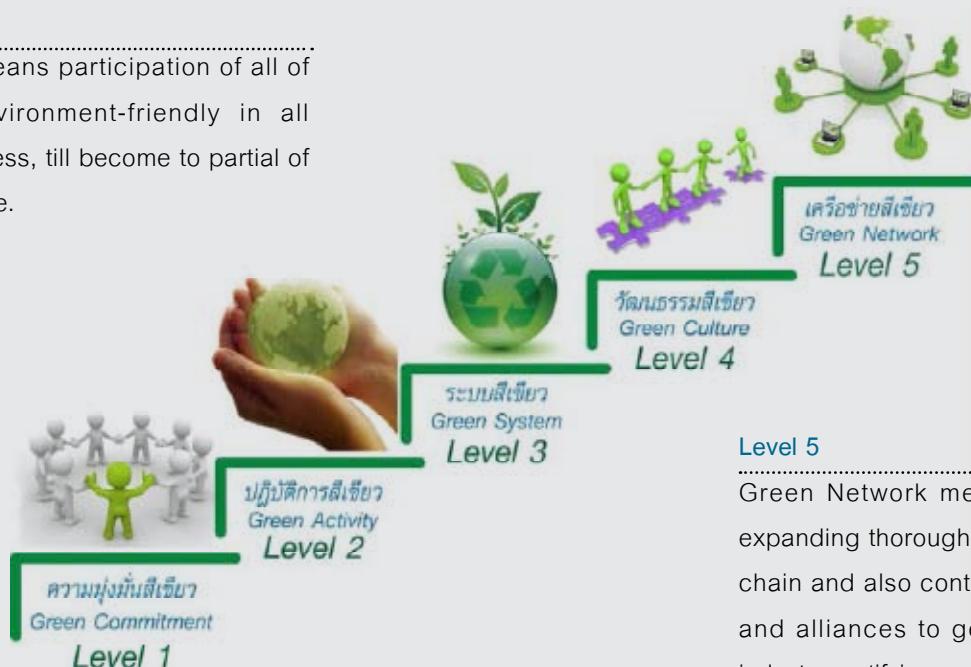 eans participation of all of
vironment-friendly in all
ess, till become to partial of
e.
เครือข่ายสีเขียว
Green Network
Level 5
วัฒนธรรมสีเขียว
Green Culture
Level 4
ระบบสีเขียว
Green System
Level 3
ปฏิบัติการสีเขียว
Green Activity
Level 2
ความมุ่งมั่นสีเขียว
Green Commitment
Level 1
Level 5
Green Network me
expanding thorough
chain and also cont
and alliances to g